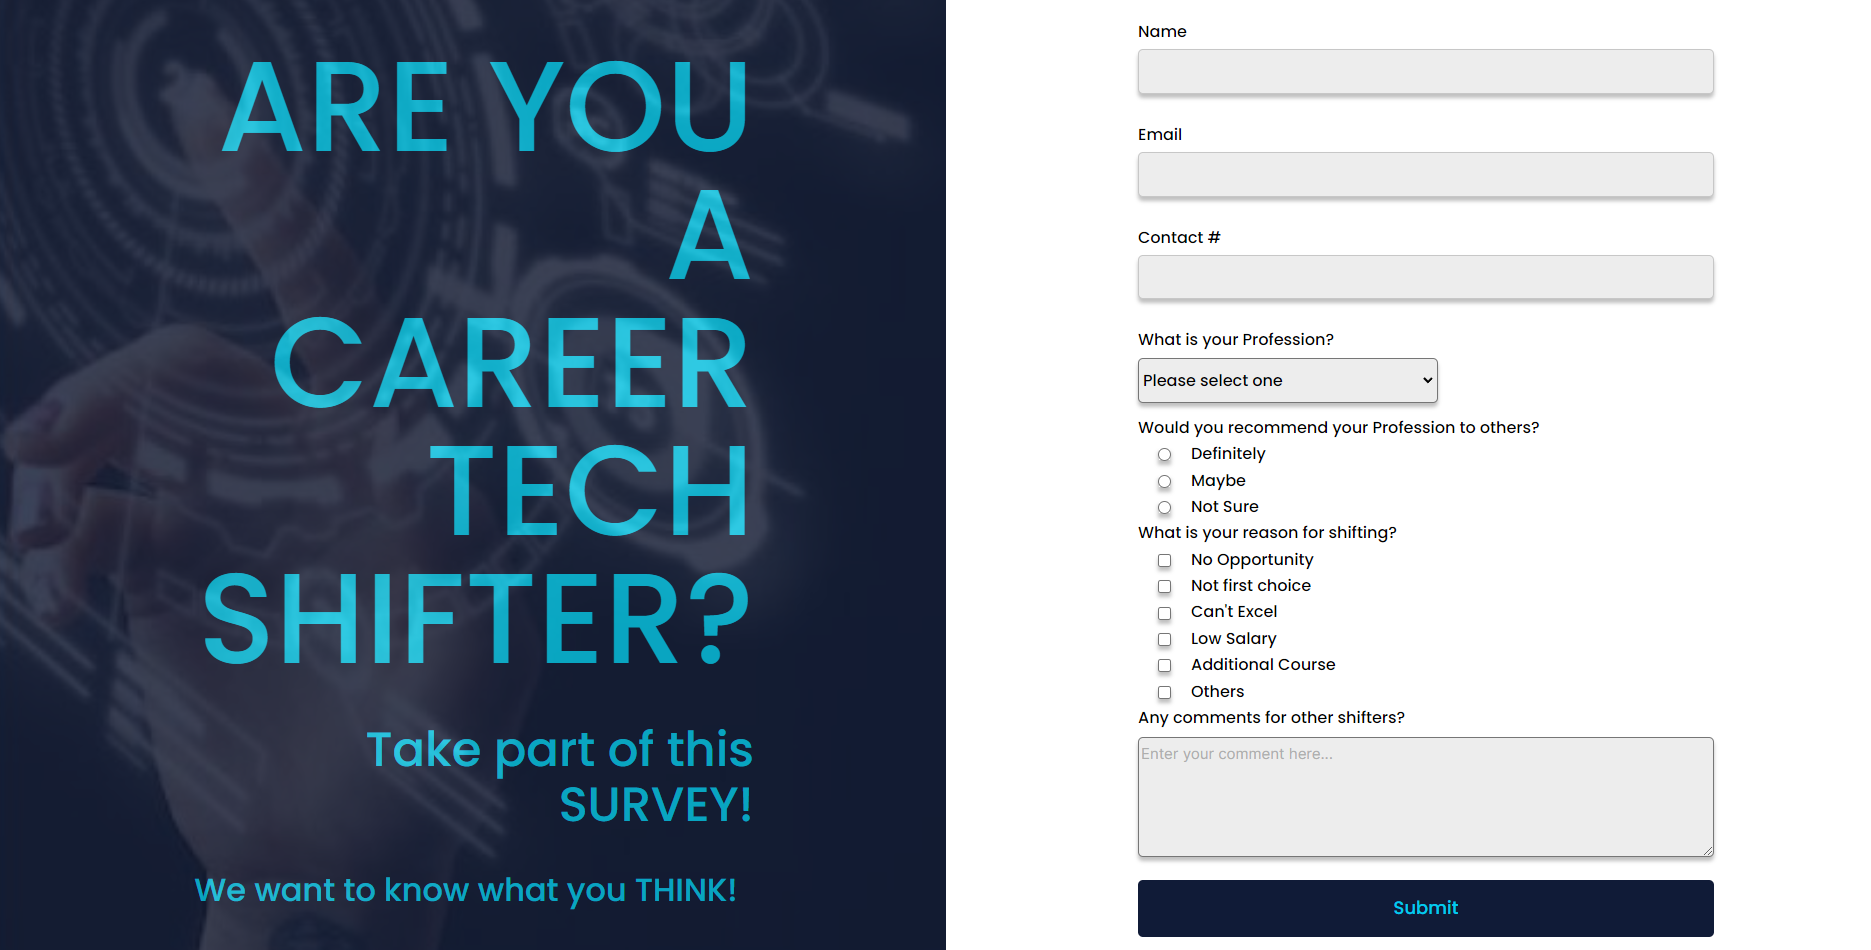 ARE YOU
A
CAREER
TECH
SHIFTER?
Take part of this
SURVEY!
We want to know what you THINK!
Name
Email
Contact #
What is your Profession?
Please select one
Would you recommend your Profession to others?
Definitely
Maybe
Not Sure
What is your reason for shifting?
No Opportunity
Not first choice
Can't Excel
Low Salary
Additional Course
Others
Any comments for other shifters?
Enter your comment here...
Submit